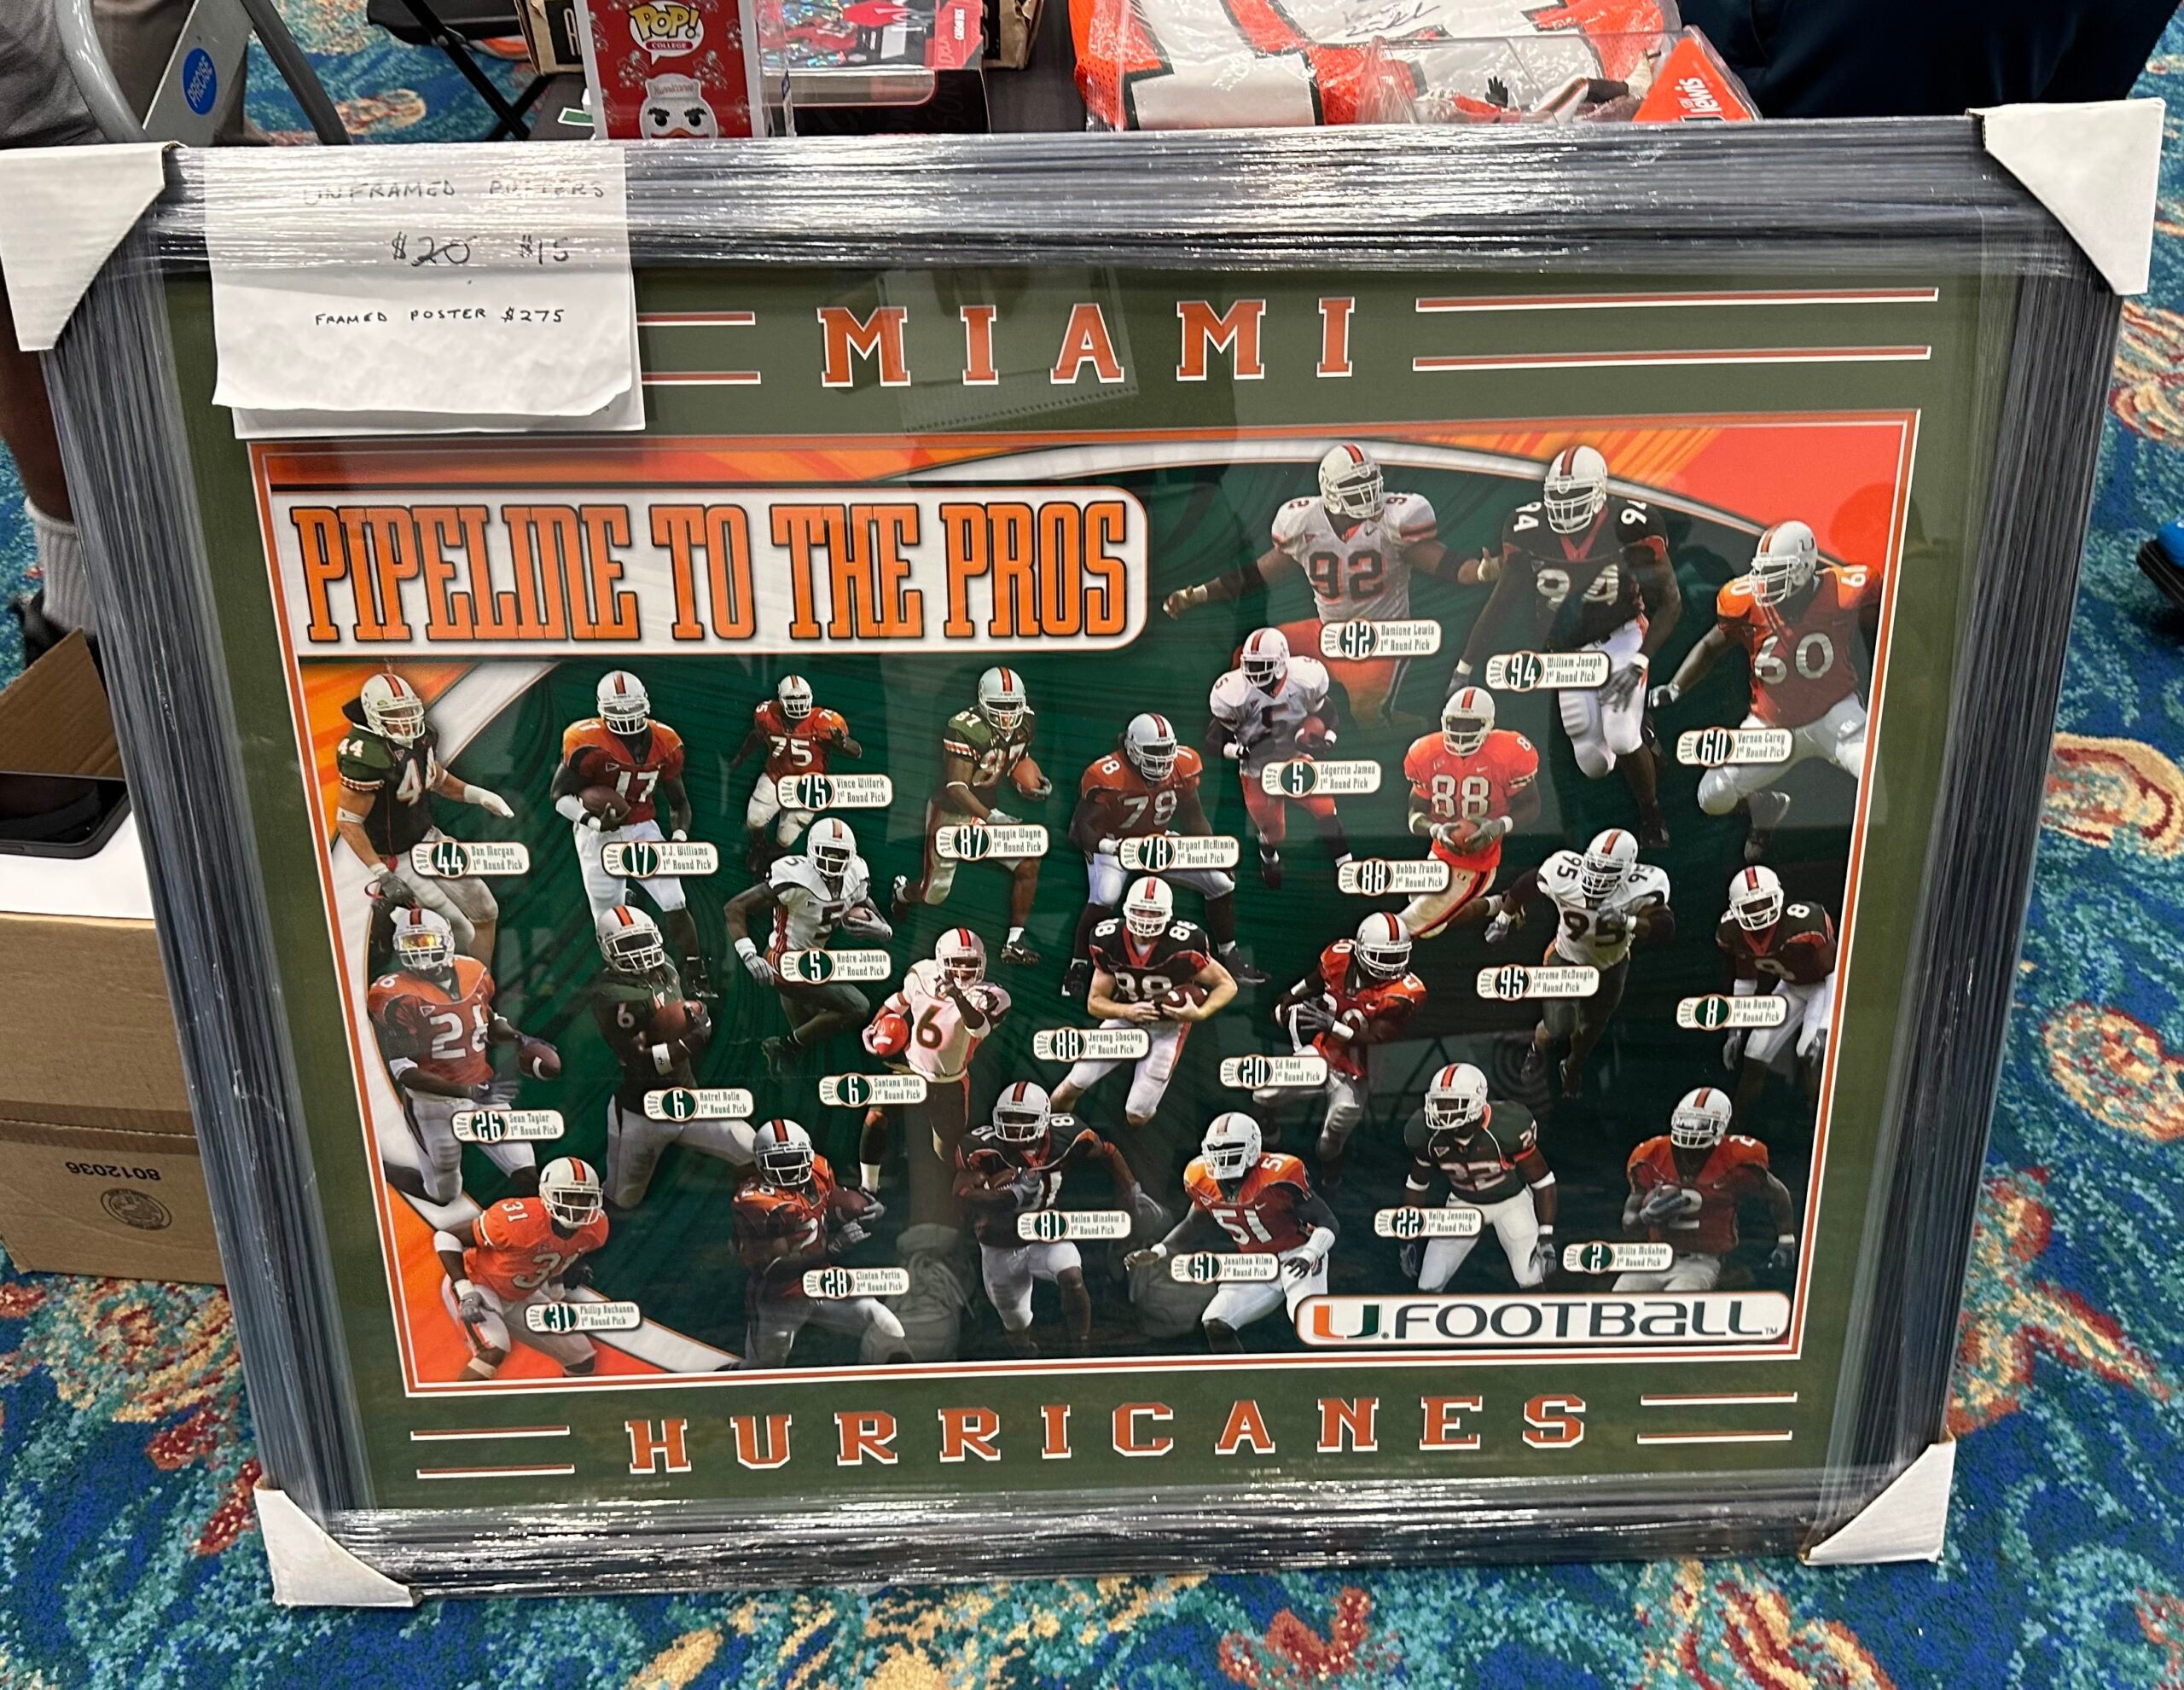 POP!
COLLEGE
Hurricanes
lewis
UNFRAMED POSTERS
$20 $15
FRAMED POSTER $275
MIAMI
PIPELINE TO THE PROS
92 Damione Lewis
1st Round Pick
94 William Joseph
1st Round Pick
60 Vernon Carey
1st Round Pick
75 Vince Wilfork
1st Round Pick
5 Edgerrin James
1st Round Pick
44 Dan Morgan
1st Round Pick
17 D.J. Williams
1st Round Pick
87 Reggie Wayne
1st Round Pick
78 Bryant McKinnie
1st Round Pick
88 Bubba Franks
1st Round Pick
5 Andre Johnson
1st Round Pick
95 Jerome McDougle
1st Round Pick
8 Mike Rumph
1st Round Pick
88 Jeremy Shockey
1st Round Pick
20 Ed Reed
1st Round Pick
26 Sean Taylor
1st Round Pick
6 Antrel Rolle
1st Round Pick
6 Santana Moss
1st Round Pick
81 Kellen Winslow II
1st Round Pick
22 Kelly Jennings
1st Round Pick
51 Jonathan Vilma
1st Round Pick
2 Willis McGahee
1st Round Pick
31 Phillip Buchanon
1st Round Pick
28 Clinton Portis
2nd Round Pick
U FOOTBALL™
HURRICANES
8012036